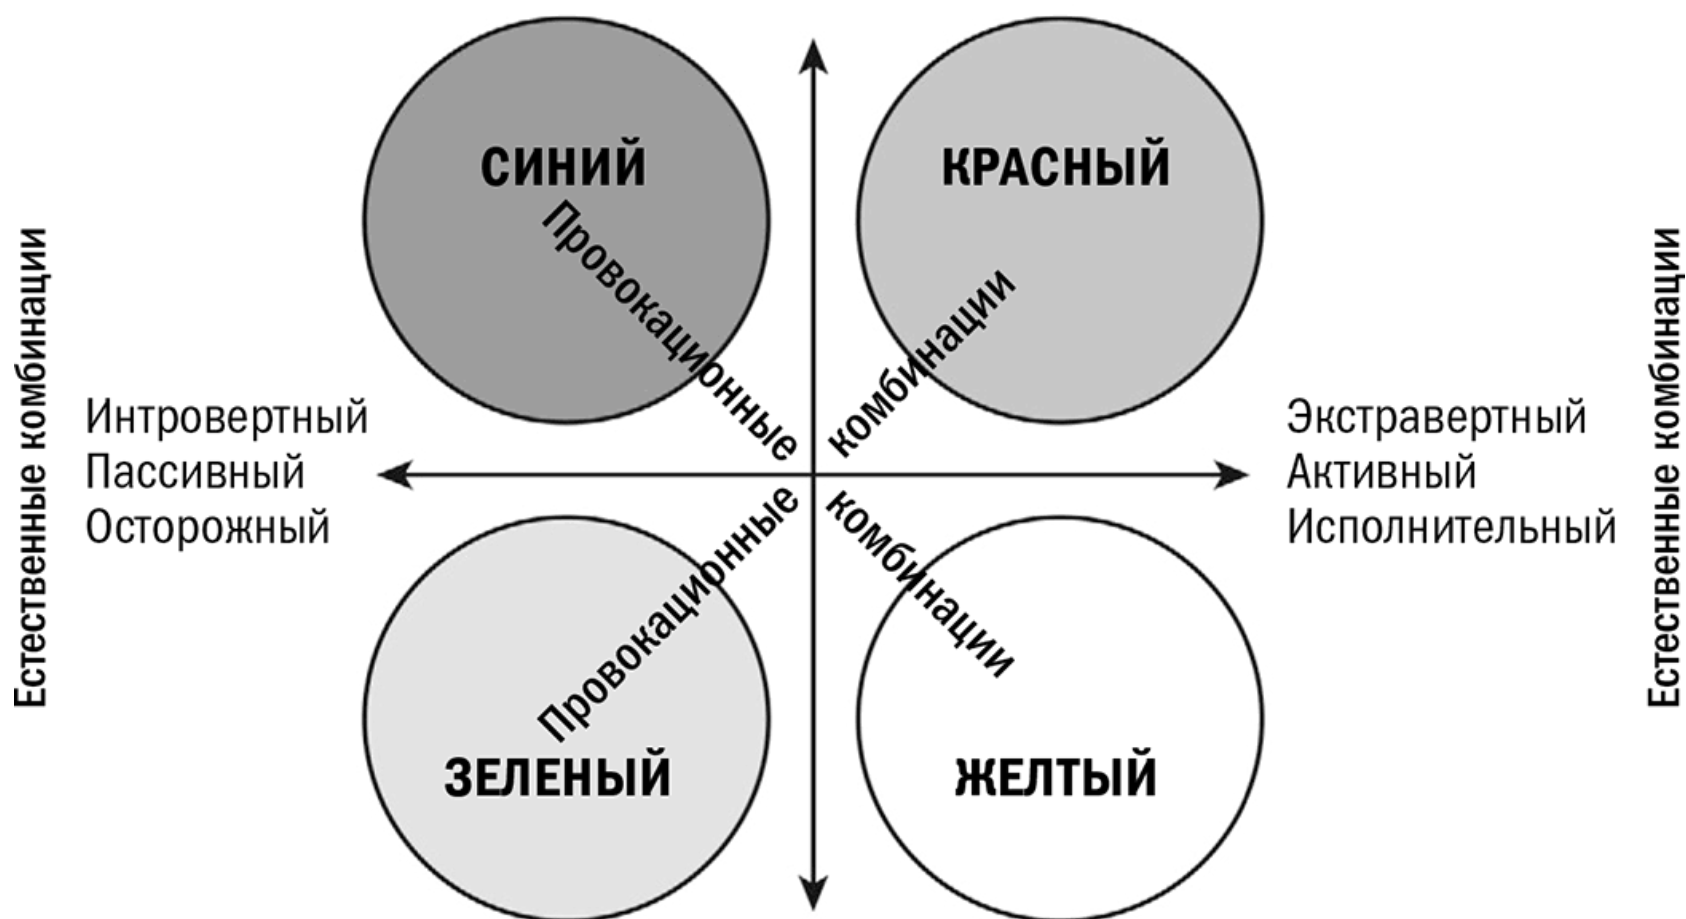 СИНИЙ
КРАСНЫЙ
Провокационные
комбинации
Естественные комбинации
Интровертный
Пассивный
Осторожный
Экстравертный
Активный
Исполнительный
Естественные комбинации
Провокационные
комбинации
ЗЕЛЕНЫЙ
ЖЕЛТЫЙ